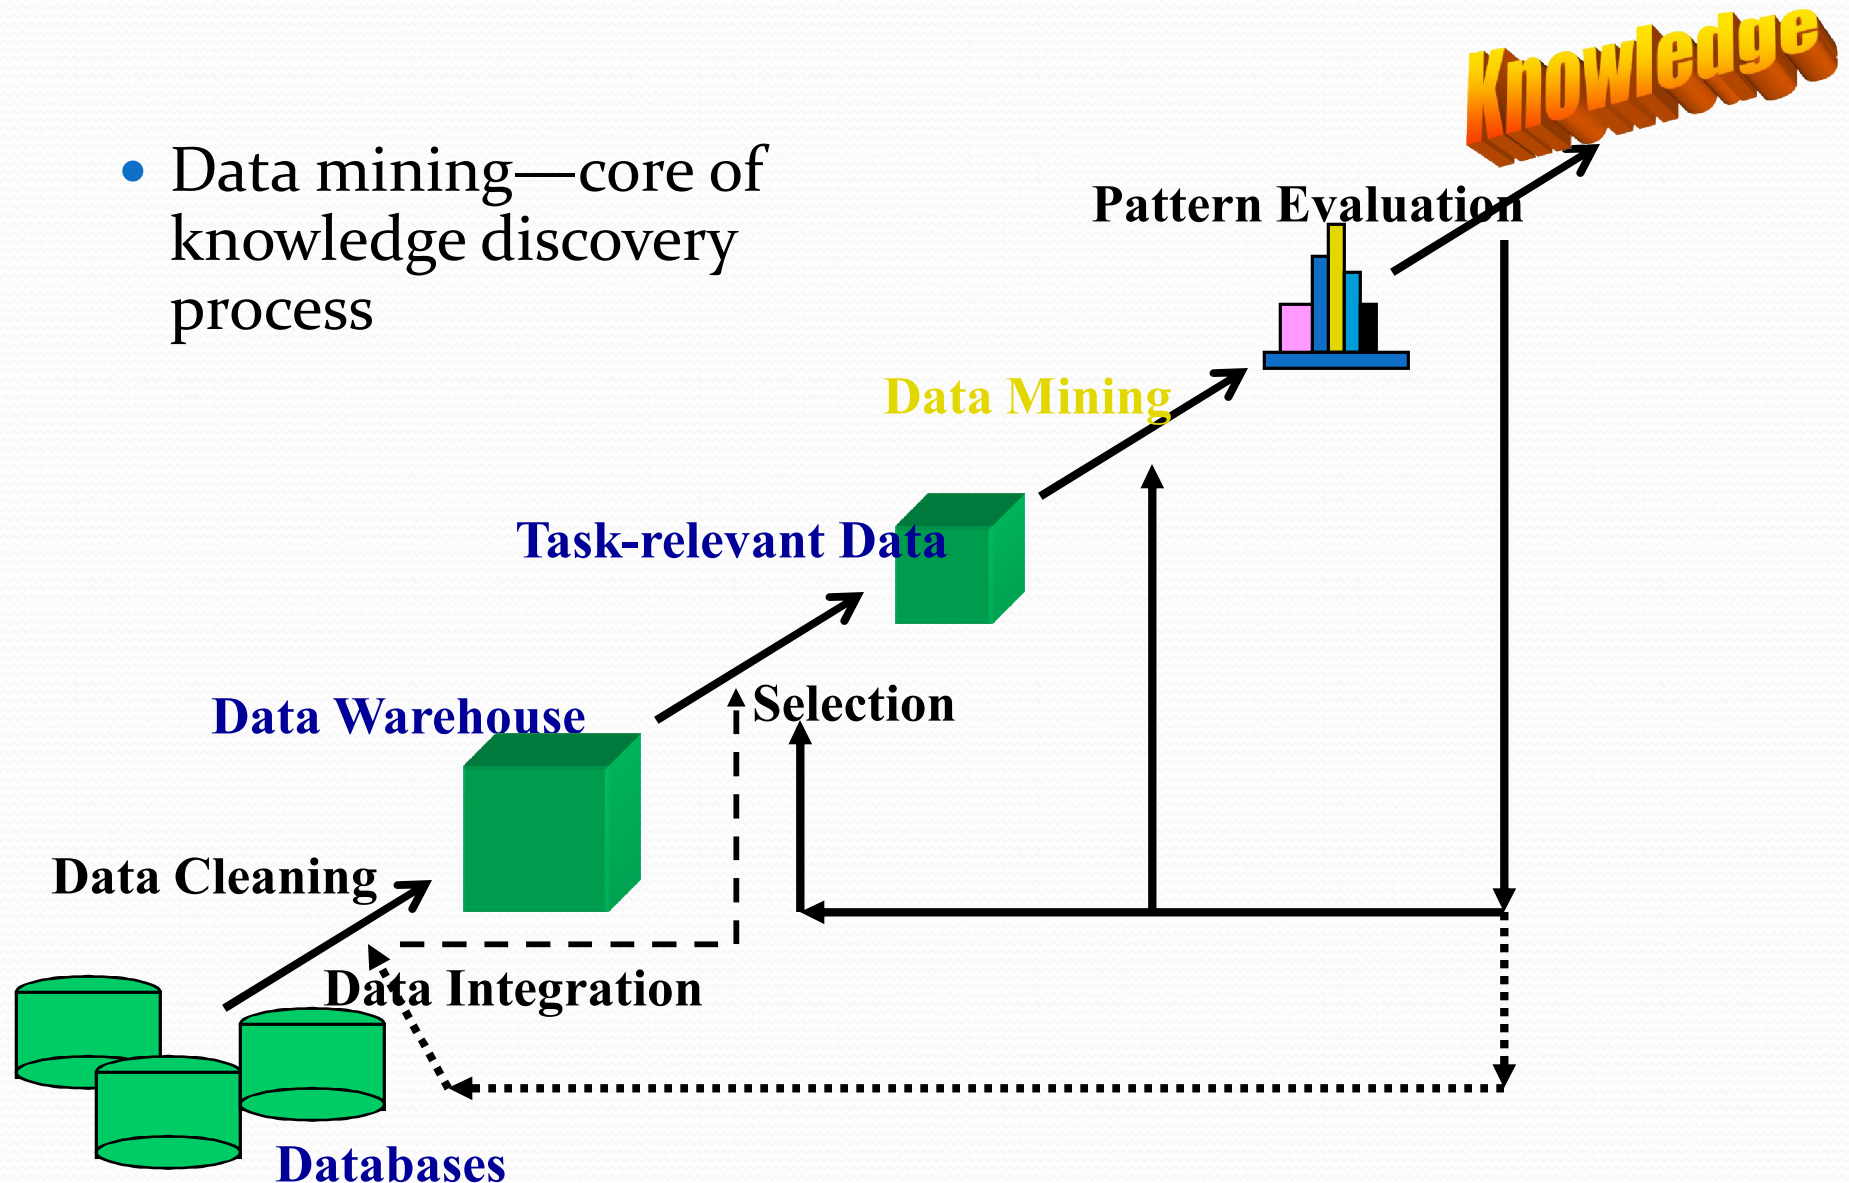 Knowledge
Data mining—core of
knowledge discovery
process
Pattern Evaluation
Data Mining
Task-relevant Data
Selection
Data Warehouse
Data Cleaning
Data Integration
Databases